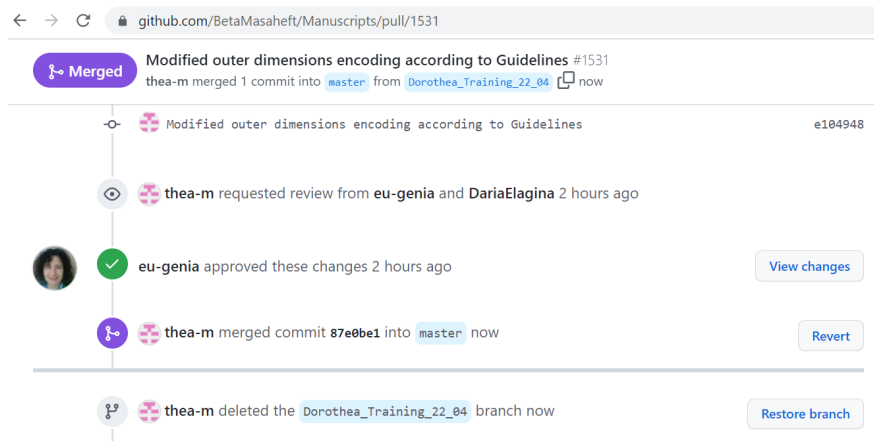 github.com/BetaMasaheft/Manuscripts/pull/1531
Merged
Modified outer dimensions encoding according to Guidelines #1531
thea-m merged 1 commit into master from Dorothea_Training_22_04 now
Modified outer dimensions encoding according to Guidelines e104948
thea-m requested review from eu-genia and DariaElagina 2 hours ago
eu-genia approved these changes 2 hours ago View changes
thea-m merged commit 87e0be1 into master now Revert
thea-m deleted the Dorothea_Training_22_04 branch now Restore branch